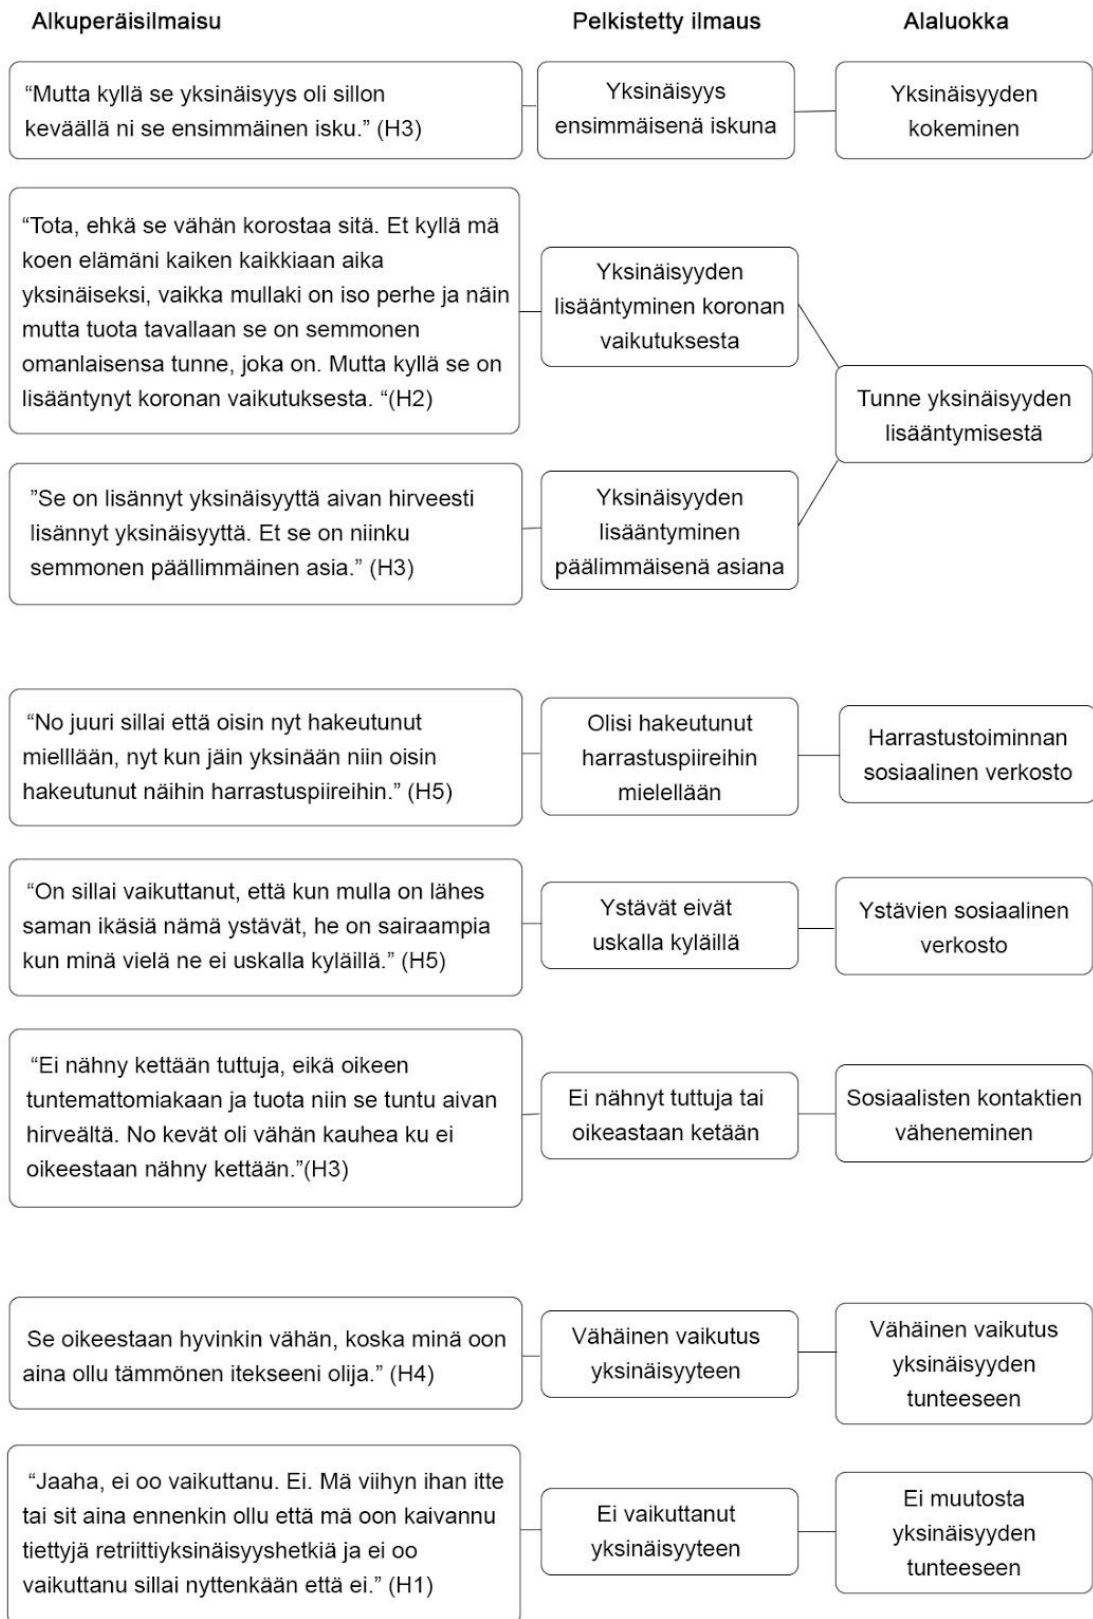 Alkuperäisilmaisu
Pelkistetty ilmaus
Alaluokka
“Mutta kyllä se yksinäisyys oli sillon
keväällä ni se ensimmäinen isku.” (H3)
Yksinäisyys
ensimmäisenä iskuna
Yksinäisyyden
kokeminen
“Tota, ehkä se vähän korostaa sitä. Et kyllä mä
koen elämäni kaiken kaikkiaan aika
yksinäiseksi, vaikka mullaki on iso perhe ja näin
mutta tuota tavallaan se on semmonen
omanlaisensa tunne, joka on. Mutta kyllä se on
lisääntynyt koronan vaikutuksesta. “(H2)
Yksinäisyyden
lisääntyminen koronan
vaikutuksesta
Tunne yksinäisyyden
lisääntymisestä
”Se on lisännyt yksinäisyyttä aivan hirveesti
lisännyt yksinäisyyttä. Et se on niinku
semmonen päällimmäinen asia.” (H3)
Yksinäisyyden
lisääntyminen
päälimmäisenä asiana
“No juuri sillai että oisin nyt hakeutunut
mielllään, nyt kun jäin yksinään niin oisin
hakeutunut näihin harrastuspiireihin.” (H5)
Olisi hakeutunut
harrastuspiireihin
mielellään
Harrastustoiminnan
sosiaalinen verkosto
“On sillai vaikuttanut, että kun mulla on lähes
saman ikäsiä nämä ystävät, he on sairaampia
kun minä vielä ne ei uskalla kyläillä.” (H5)
Ystävät eivät
uskalla kyläillä
Ystävien sosiaalinen
verkosto
“Ei nähny kettään tuttuja, eikä oikeen
tuntemattomiakaan ja tuota niin se tuntu aivan
hirveältä. No kevät oli vähän kauhea ku ei
oikeestaan nähny kettään.”(H3)
Ei nähnyt tuttuja tai
oikeastaan ketään
Sosiaalisten kontaktien
väheneminen
Se oikeestaan hyvinkin vähän, koska minä oon
aina ollu tämmönen itekseeni olija.” (H4)
Vähäinen vaikutus
yksinäisyyteen
Vähäinen vaikutus
yksinäisyyden
tunteeseen
“Jaaha, ei oo vaikuttanu. Ei. Mä viihyn ihan itte
tai sit aina ennenkin ollu että mä oon kaivannu
tiettyjä retriittiyksinäisyyshetkiä ja ei oo
vaikuttanu sillai nyttenkään että ei.” (H1)
Ei vaikuttanut
yksinäisyyteen
Ei muutosta
yksinäisyyden
tunteeseen